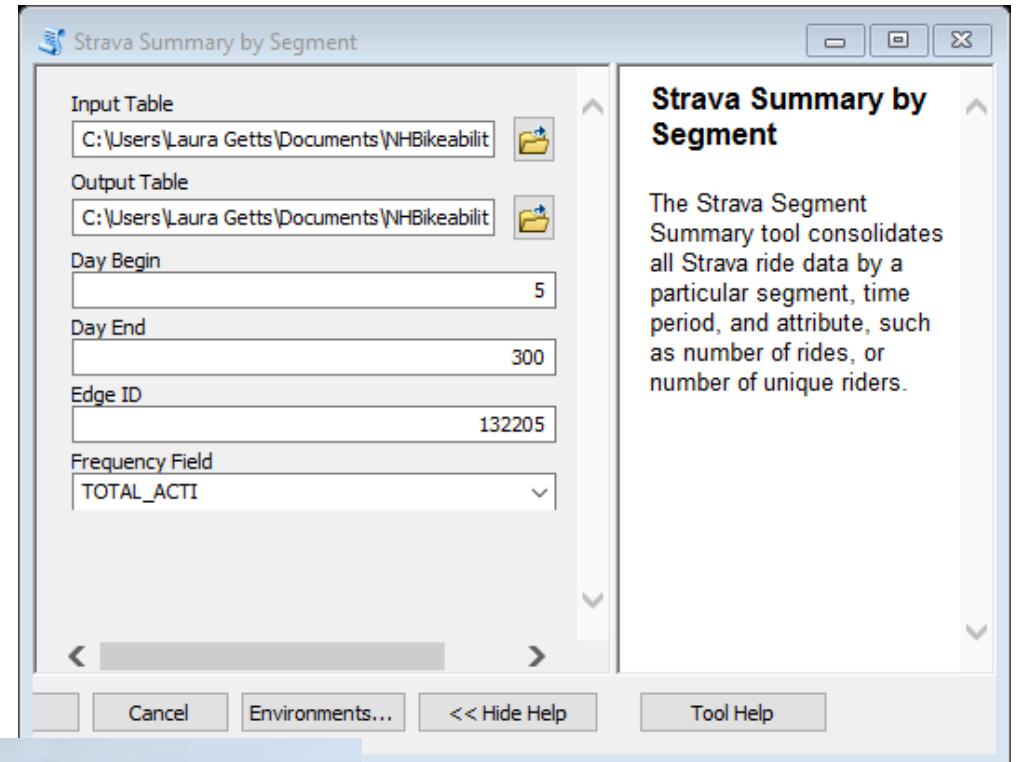 Strava Summary by Segment
Input Table
C:\Users\Laura Getts\Documents\NHBikeabilit
Output Table
C:\Users\Laura Getts\Documents\NHBikeabilit
Day Begin
5
Day End
300
Edge ID
132205
Frequency Field
TOTAL_ACTI
Strava Summary by
Segment
The Strava Segment
Summary tool consolidates
all Strava ride data by a
particular segment, time
period, and attribute, such
as number of rides, or
number of unique riders.
Cancel Environments... << Hide Help Tool Help